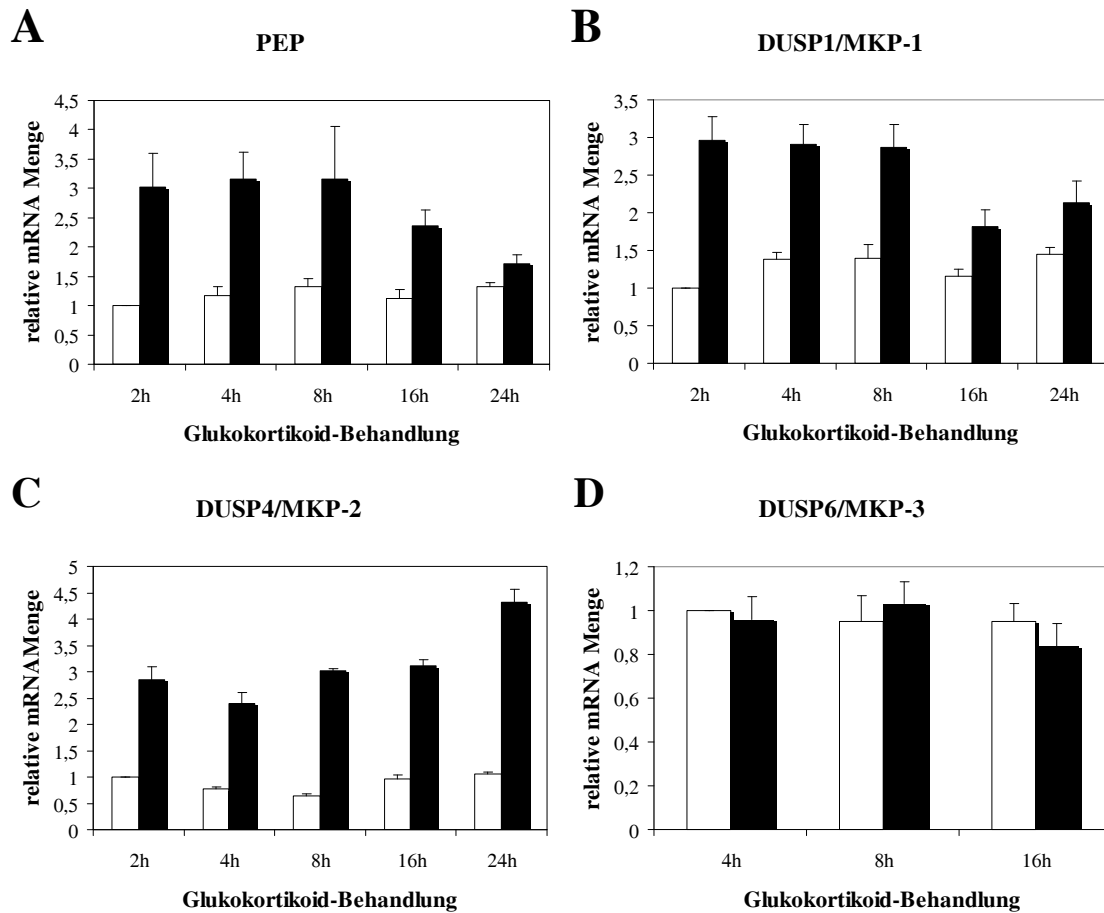 A
PEP
relative mRNA Menge
4,5
4
3,5
3
2,5
2
1,5
1
0,5
0
2h 4h 8h 16h 24h
Glukokortikoid-Behandlung
B
DUSP1/MKP-1
relative mRNA Menge
3,5
3
2,5
2
1,5
1
0,5
0
2h 4h 8h 16h 24h
Glukokortikoid-Behandlung
C
DUSP4/MKP-2
relative mRNAMenge
5
4,5
4
3,5
3
2,5
2
1,5
1
0,5
0
2h 4h 8h 16h 24h
Glukokortikoid-Behandlung
D
DUSP6/MKP-3
relative mRNA Menge
1,2
1
0,8
0,6
0,4
0,2
0
4h 8h 16h
Glukokortikoid-Behandlung